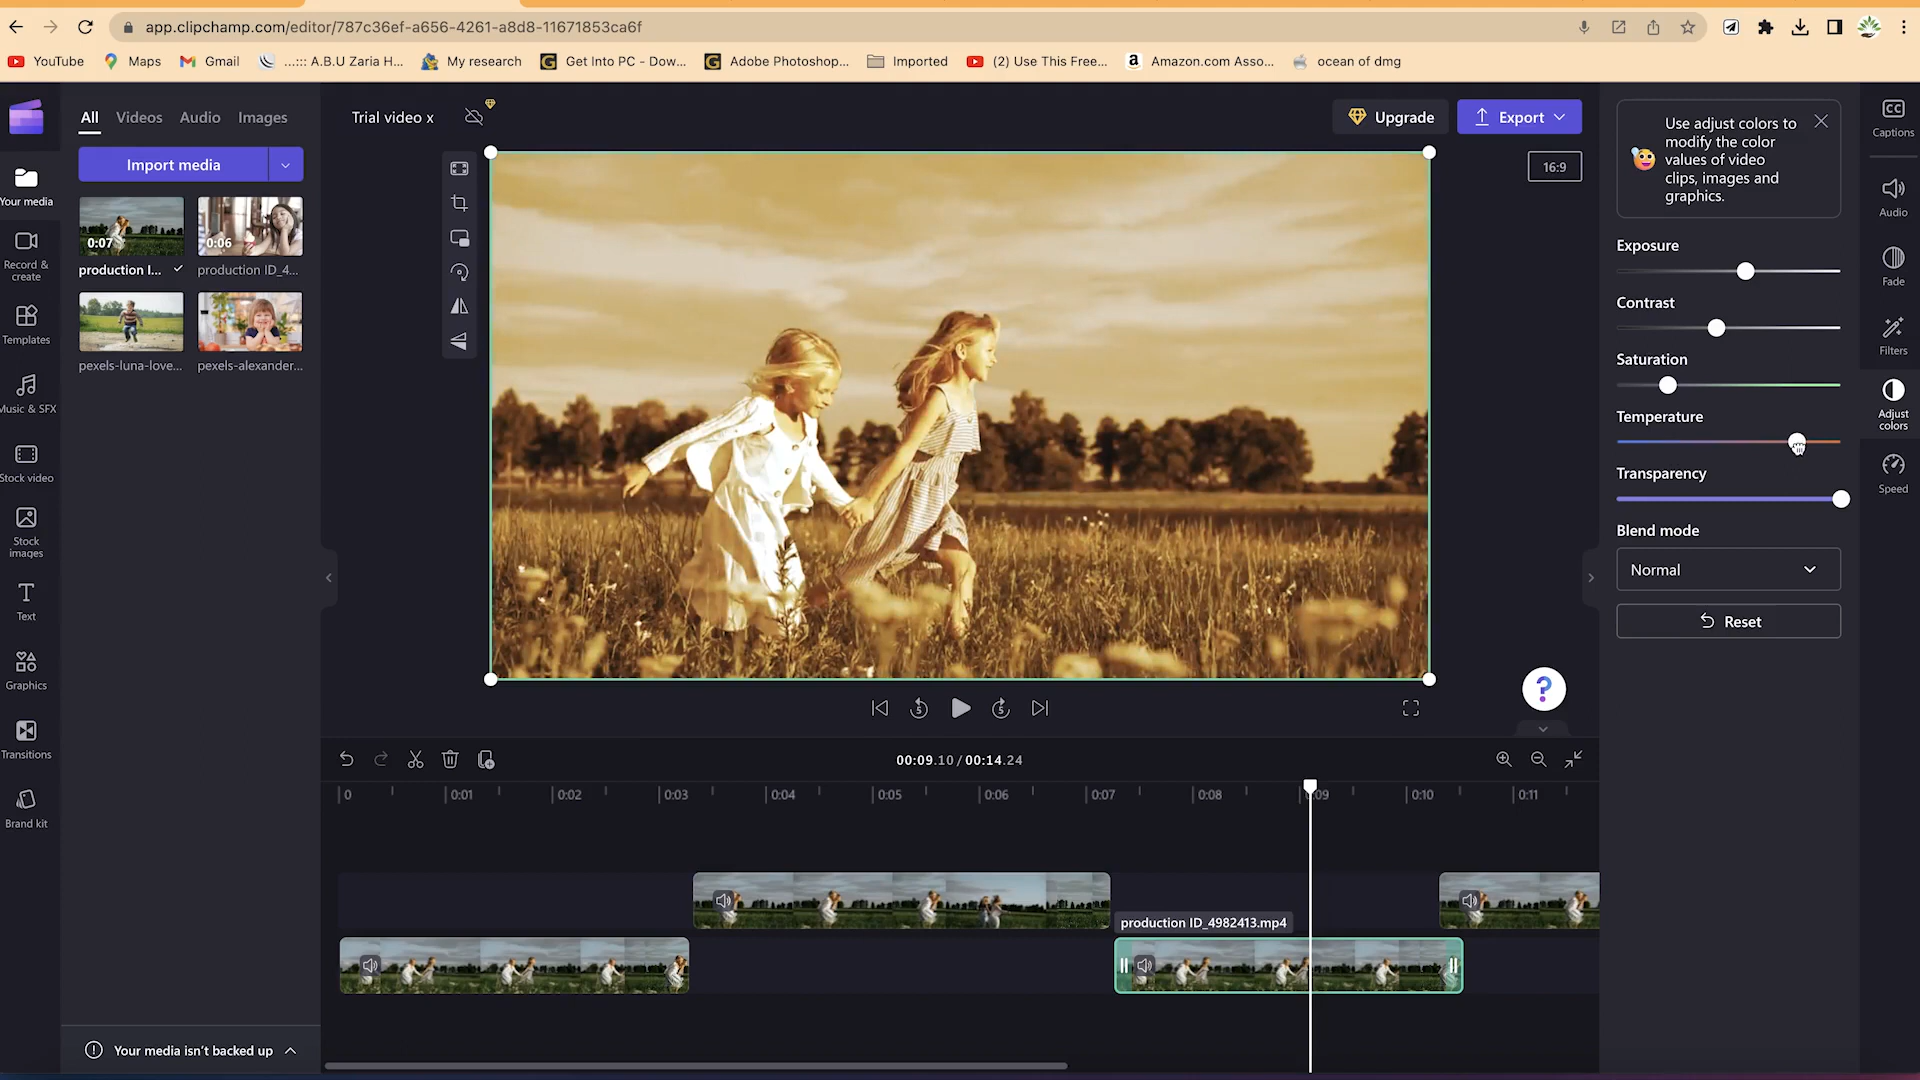 app.clipchamp.com/editor/787c36ef-a656-4261-a8d8-11671853ca6f
YouTube
Maps
Gmail
...::: A.B.U Zaria H...
My research
Get Into PC - Dow...
Adobe Photoshop...
Imported
(2) Use This Free...
Amazon.com Asso...
ocean of dmg
All
Videos
Audio
Images
Import media
0:07
production I...
0:06
production ID_4...
pexels-luna-love...
pexels-alexander...
Your media
Record &
create
Templates
Music & SFX
Stock video
Stock
images
Text
Graphics
Transitions
Brand kit
Your media isn't backed up
Trial video x
Upgrade
Export
16:9
Use adjust colors to
modify the color
values of video
clips, images and
graphics.
Exposure
Contrast
Saturation
Temperature
Transparency
Blend mode
Normal
Reset
CC
Captions
Audio
Fade
Filters
Adjust
colors
Speed
5
5
?
00:09.10 / 00:14.24
0
0:01
0:02
0:03
0:04
0:05
0:06
0:07
0:08
0:09
0:10
0:11
production ID_4982413.mp4